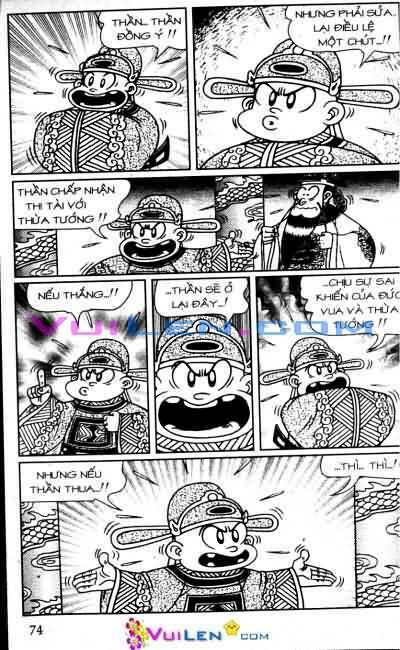 THẦN... THẦN
ĐỒNG Ý !!
NHƯNG PHẢI SỬA
LẠI ĐIỀU LỆ
MỘT CHÚT...!!
THẦN CHẤP NHẬN
THI TÀI VỚI
THỪA TƯỚNG !!
NẾU THẮNG..!!
...THẦN SẼ Ở
LẠI ĐÂY...!
...CHỊU SỰ SAI
KHIẾN CỦA ĐỨC
VUA VÀ THỪA
TƯỚNG !!
VUILEN.COM
NHƯNG NẾU
THẦN THUA..!!
...THÌ... THÌ..!
74
VUILEN.COM